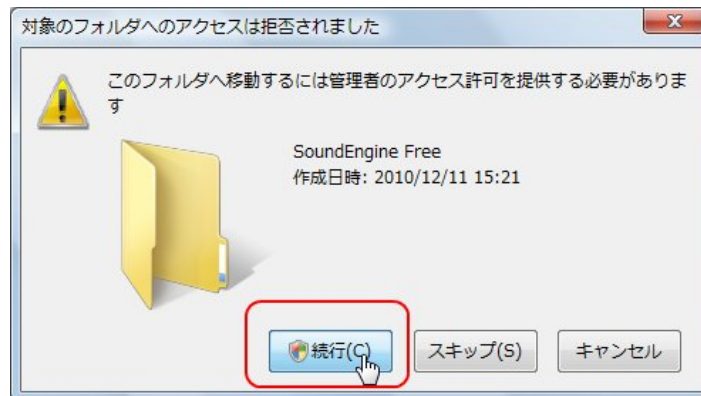 対象のフォルダへのアクセスは拒否されました
このフォルダへ移動するには管理者のアクセス許可を提供する必要がありま
す
SoundEngine Free
作成日時: 2010/12/11 15:21
続行(C)
スキップ(S)
キャンセル